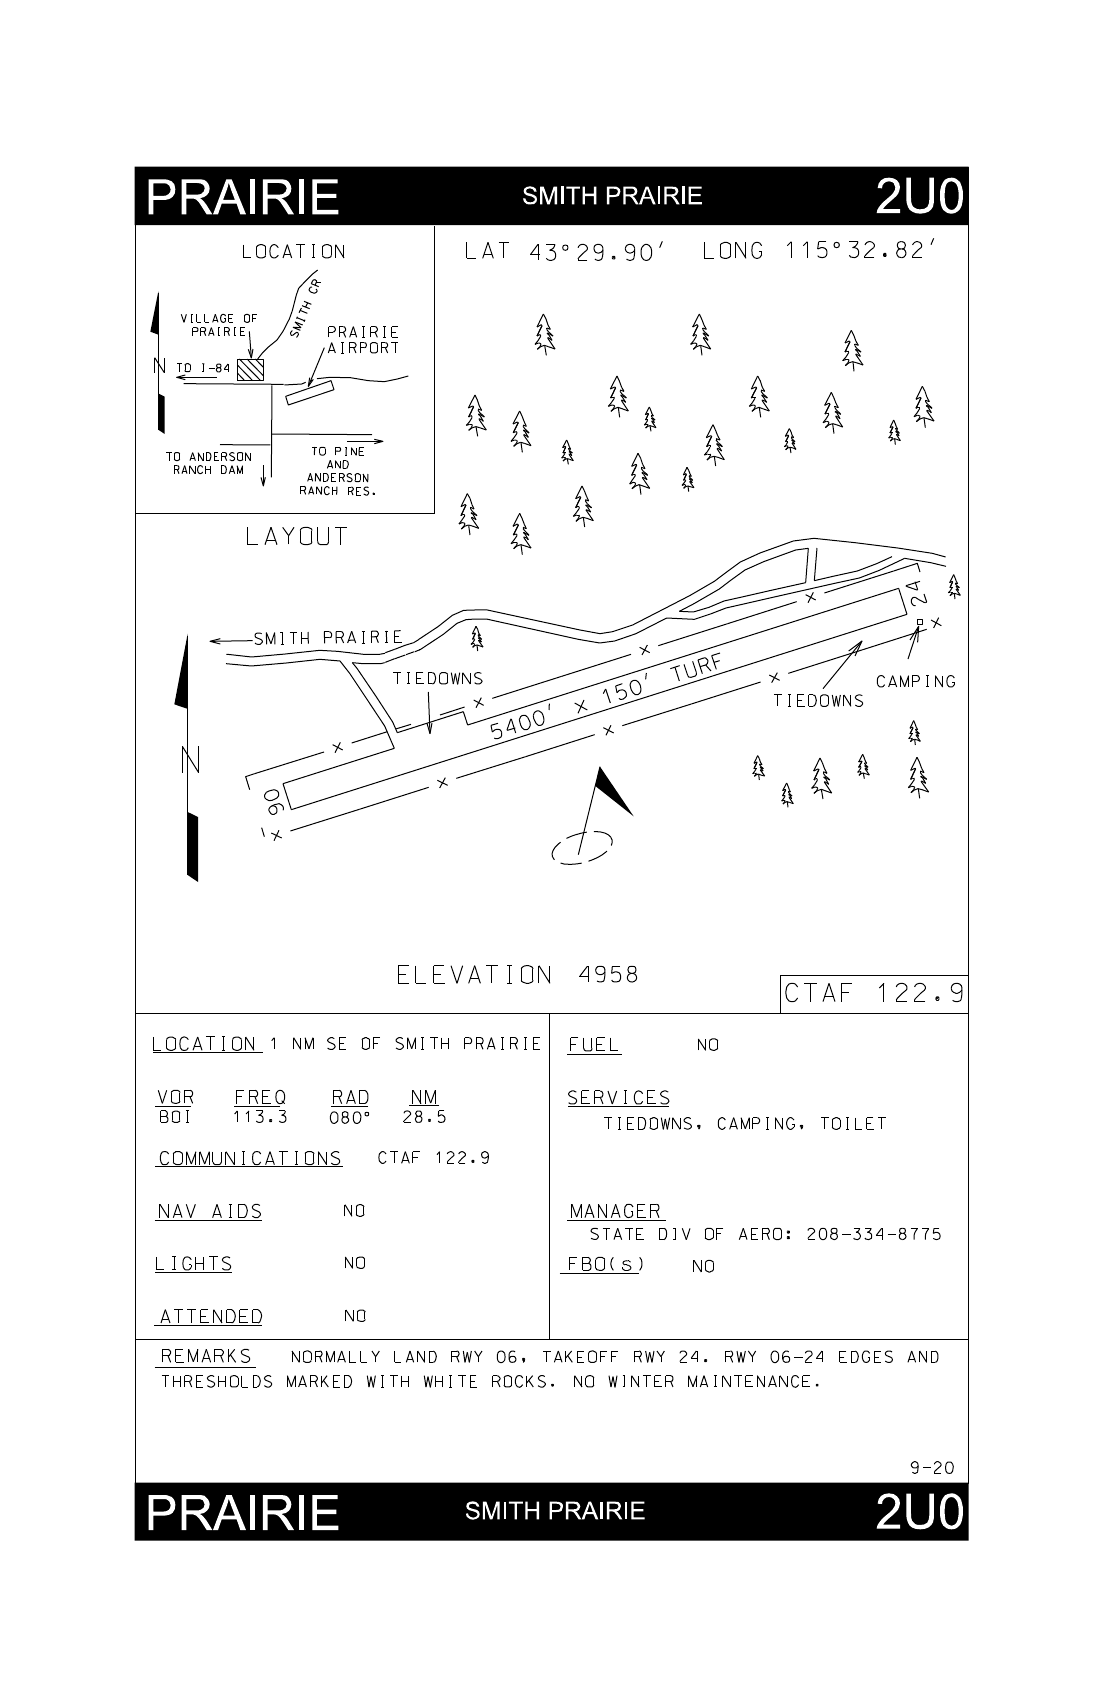 PRAIRIE SMITH PRAIRIE 2U0
LOCATION
LAT 43°29.90′ LONG 115°32.82′
SMITH CR
VILLAGE OF
PRAIRIE
PRAIRIE
AIRPORT
N
TO I-84
TO ANDERSON
RANCH DAM
TO PINE
AND
ANDERSON
RANCH RES.
LAYOUT
24
SMITH PRAIRIE
TIEDOWNS
5400′ x 150′ TURF
CAMPING
TIEDOWNS
N
06
ELEVATION 4958
CTAF 122.9
LOCATION 1 NM SE OF SMITH PRAIRIE
VOR FREQ RAD NM
BOI 113.3 080° 28.5
COMMUNICATIONS CTAF 122.9
NAV AIDS NO
LIGHTS NO
ATTENDED NO
FUEL NO
SERVICES
TIEDOWNS, CAMPING, TOILET
MANAGER
STATE DIV OF AERO: 208-334-8775
FBO(s) NO
REMARKS NORMALLY LAND RWY 06, TAKEOFF RWY 24. RWY 06-24 EDGES AND
THRESHOLDS MARKED WITH WHITE ROCKS. NO WINTER MAINTENANCE.
9-20
PRAIRIE SMITH PRAIRIE 2U0